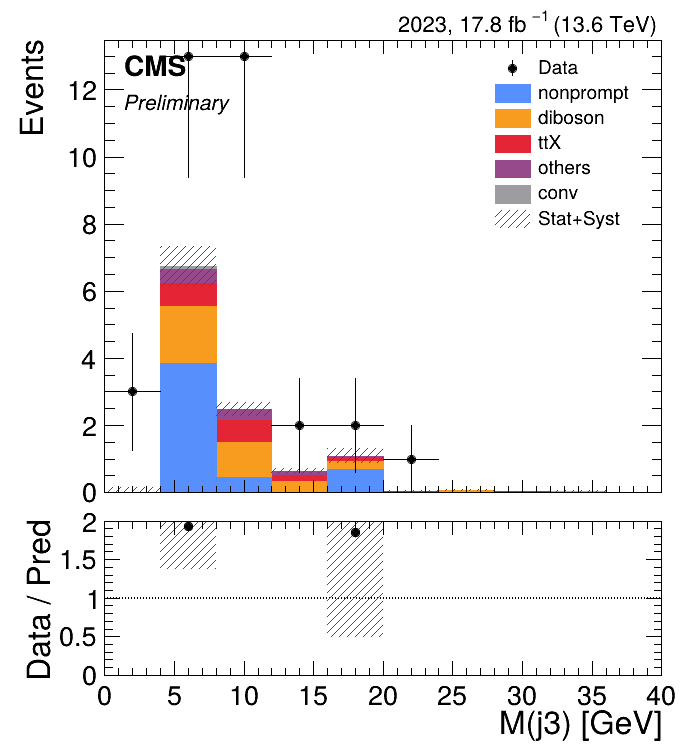 2023, 17.8 fb⁻¹ (13.6 TeV)
Events
CMS
Preliminary
Data
nonprompt
diboson
ttX
others
conv
Stat+Syst
12
10
8
6
4
2
0
Data / Pred
2
1.5
1
0.5
0
0 5 10 15 20 25 30 35 40
M(j3) [GeV]